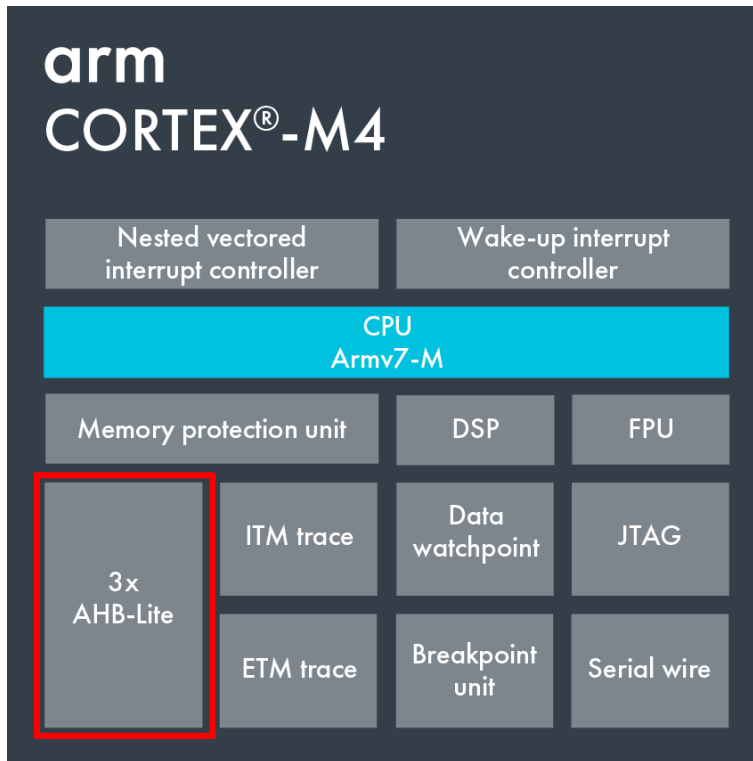 arm
CORTEX®-M4
Nested vectored
interrupt controller
Wake-up interrupt
controller
CPU
Armv7-M
Memory protection unit
DSP
FPU
3x
AHB-Lite
ITM trace
Data
watchpoint
JTAG
ETM trace
Breakpoint
unit
Serial wire